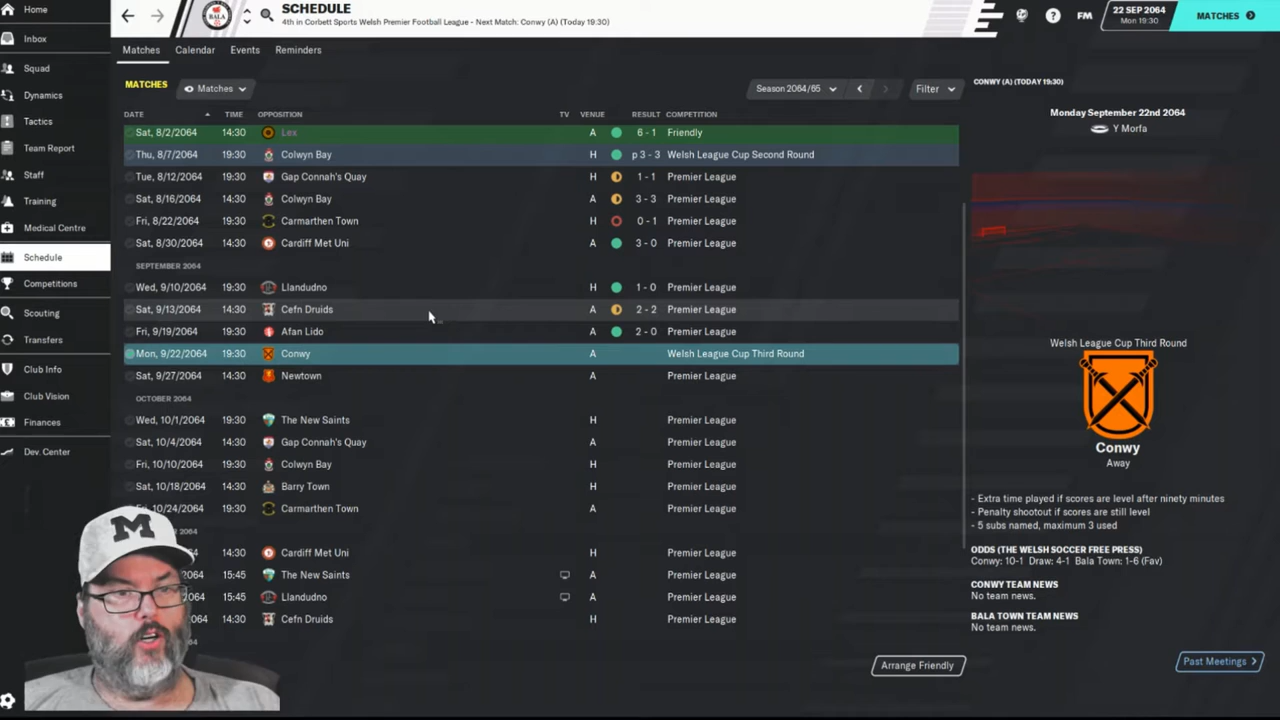 Home
Inbox
Squad
Dynamics
Tactics
Team Report
Staff
Training
Medical Centre
Schedule
Competitions
Scouting
Transfers
Club Info
Club Vision
Finances
Dev. Center
BALA
SCHEDULE
4th in Corbett Sports Welsh Premier Football League - Next Match: Conwy (A) (Today 19:30)
FM
22 SEP 2064
Mon 19:30
MATCHES
Matches Calendar Events Reminders
MATCHES Matches Season 2064/65 Filter
DATE TIME OPPOSITION TV VENUE RESULT COMPETITION
Sat, 8/2/2064 14:30 Lex A 6 - 1 Friendly
Thu, 8/7/2064 19:30 Colwyn Bay H p 3 - 3 Welsh League Cup Second Round
Tue, 8/12/2064 19:30 Gap Connah's Quay H 1 - 1 Premier League
Sat, 8/16/2064 14:30 Colwyn Bay A 3 - 3 Premier League
Fri, 8/22/2064 19:30 Carmarthen Town H 0 - 1 Premier League
Sat, 8/30/2064 14:30 Cardiff Met Uni A 3 - 0 Premier League
SEPTEMBER 2064
Wed, 9/10/2064 19:30 Llandudno H 1 - 0 Premier League
Sat, 9/13/2064 14:30 Cefn Druids A 2 - 2 Premier League
Fri, 9/19/2064 19:30 Afan Lido A 2 - 0 Premier League
Mon, 9/22/2064 19:30 Conwy A Welsh League Cup Third Round
Sat, 9/27/2064 14:30 Newtown A Premier League
OCTOBER 2064
Wed, 10/1/2064 19:30 The New Saints H Premier League
Sat, 10/4/2064 14:30 Gap Connah's Quay A Premier League
Fri, 10/10/2064 19:30 Colwyn Bay H Premier League
Sat, 10/18/2064 14:30 Barry Town H Premier League
10/24/2064 19:30 Carmarthen Town A Premier League
2064
2064 14:30 Cardiff Met Uni H Premier League
2064 15:45 The New Saints A Premier League
2064 15:45 Llandudno A Premier League
064 14:30 Cefn Druids H Premier League
64
M
Arrange Friendly
CONWY (A) (TODAY 19:30)
Monday September 22nd 2064
Y Morfa
Welsh League Cup Third Round
Conwy
Away
- Extra time played if scores are level after ninety minutes
- Penalty shootout if scores are still level
- 5 subs named, maximum 3 used
ODDS (THE WELSH SOCCER FREE PRESS)
Conwy: 10-1 Draw: 4-1 Bala Town: 1-6 (Fav)
CONWY TEAM NEWS
No team news.
BALA TOWN TEAM NEWS
No team news.
Past Meetings